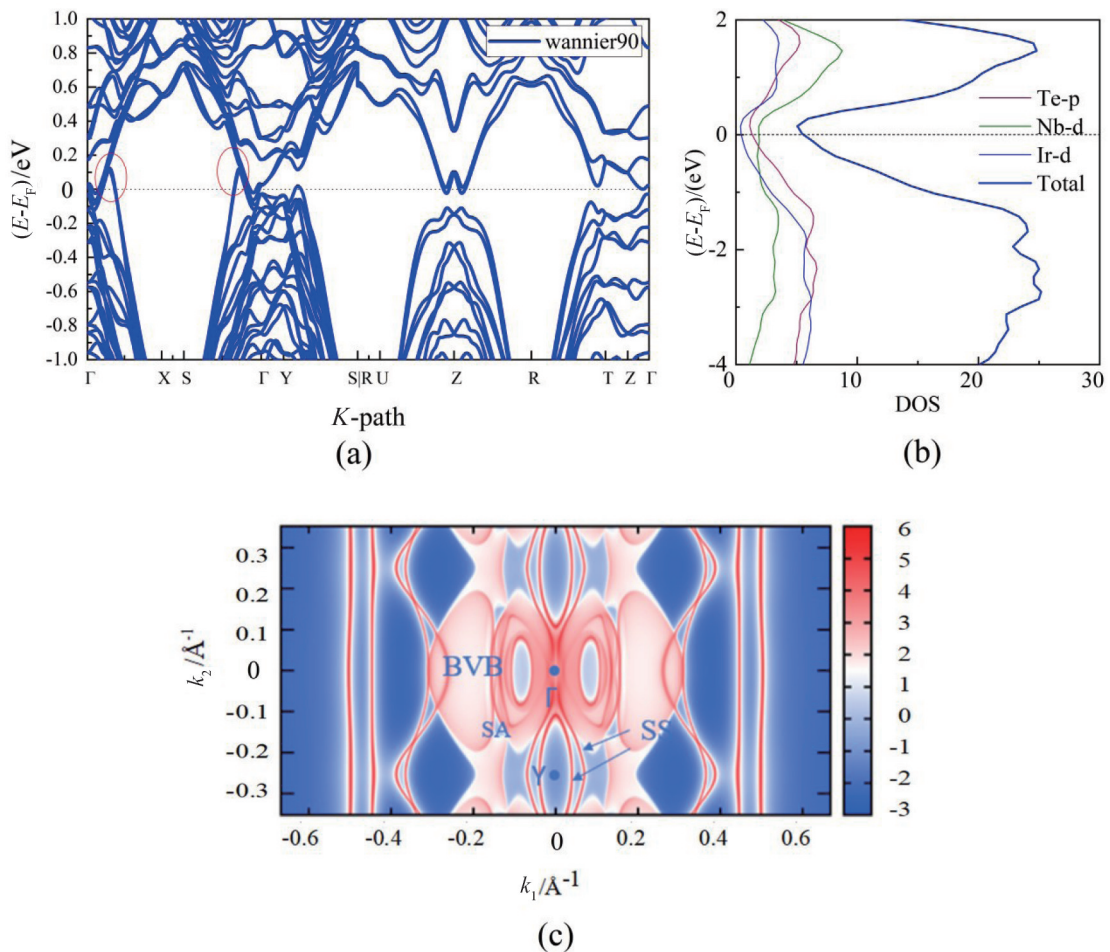 1.0
0.8
0.6
0.4
0.2
0
-0.2
-0.4
-0.6
-0.8
-1.0
(E-E_F)/eV
wannier90
Γ X S Γ Y S|R U Z R T Z Γ
K-path
(a)
2
0
-2
-4
(E-E_F)/(eV)
Te-p
Nb-d
Ir-d
Total
0 10 20 30
DOS
(b)
0.3
0.2
0.1
0
-0.1
-0.2
-0.3
k_2/Å^-1
BVB
Γ
SA
SS
Y
6
5
4
3
2
1
0
-1
-2
-3
-0.6 -0.4 -0.2 0 0.2 0.4 0.6
k_1/Å^-1
(c)